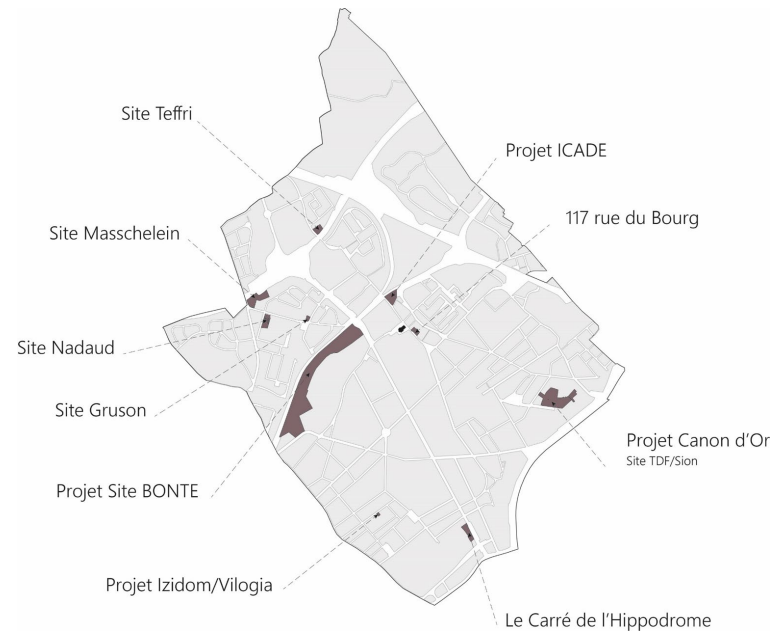 Site Teffri
Projet ICADE
117 rue du Bourg
Site Masschelein
Site Nadaud
Site Gruson
Projet Canon d'Or
Site TDF/Sion
Projet Site BONTE
Projet Izidom/Vilogia
Le Carré de l'Hippodrome